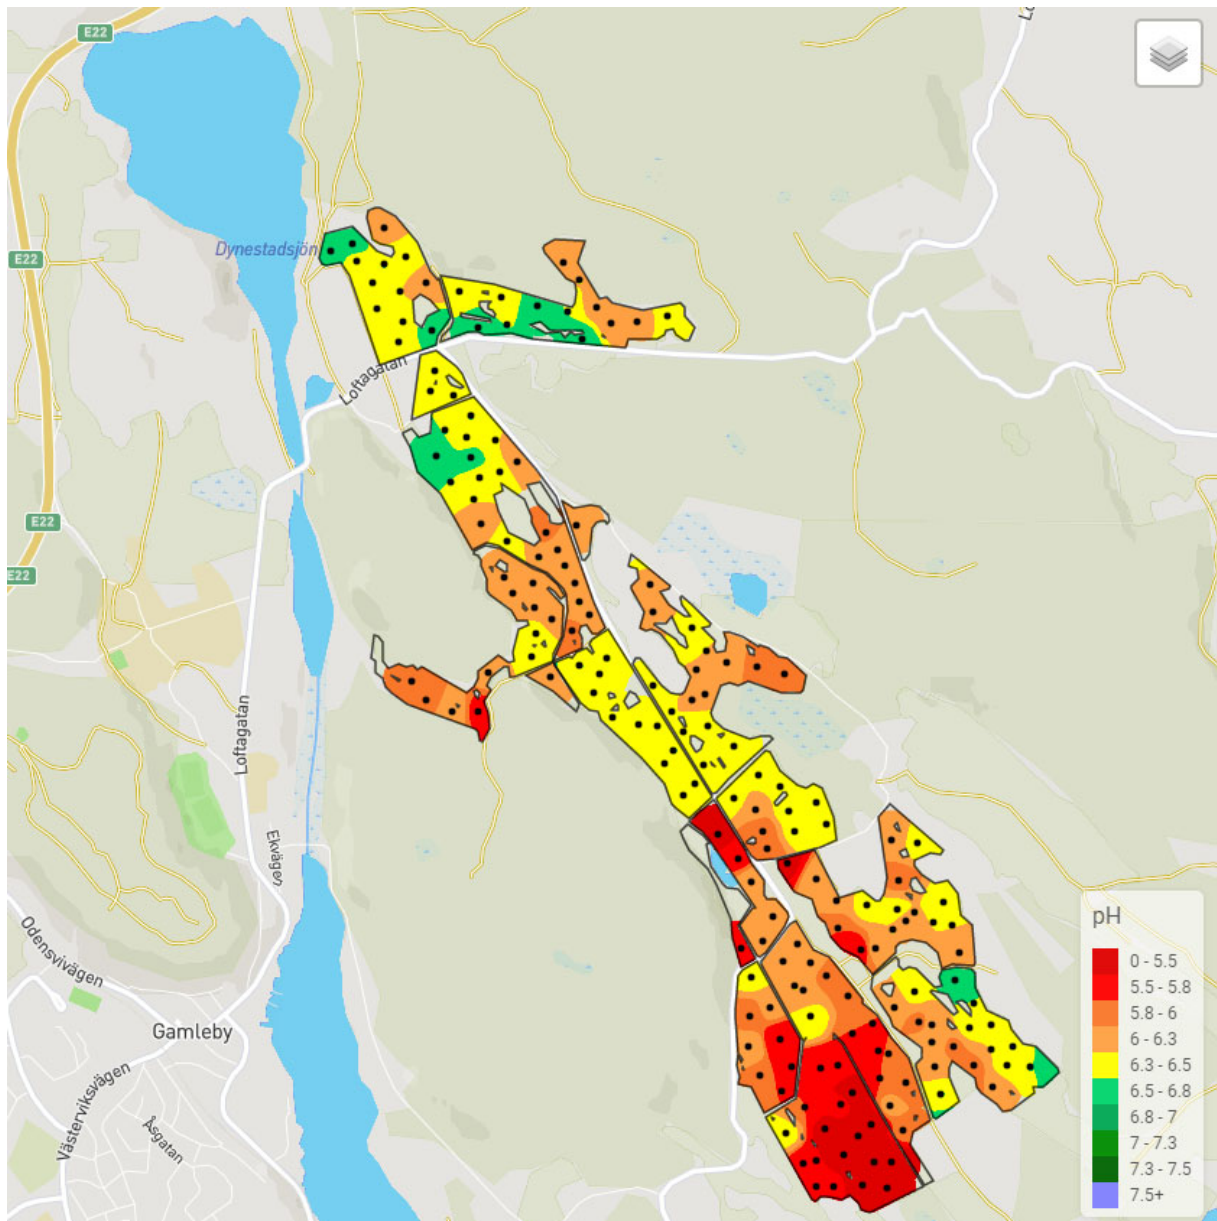 E22
Lo
Dynestadsjön
E22
Loftagatan
E22
E22
Loftagatan
Ekvägen
Odensvivägen
Gamleby
Västerviksvägen
Åsgatan
pH
0 - 5.5
5.5 - 5.8
5.8 - 6
6 - 6.3
6.3 - 6.5
6.5 - 6.8
6.8 - 7
7 - 7.3
7.3 - 7.5
7.5+